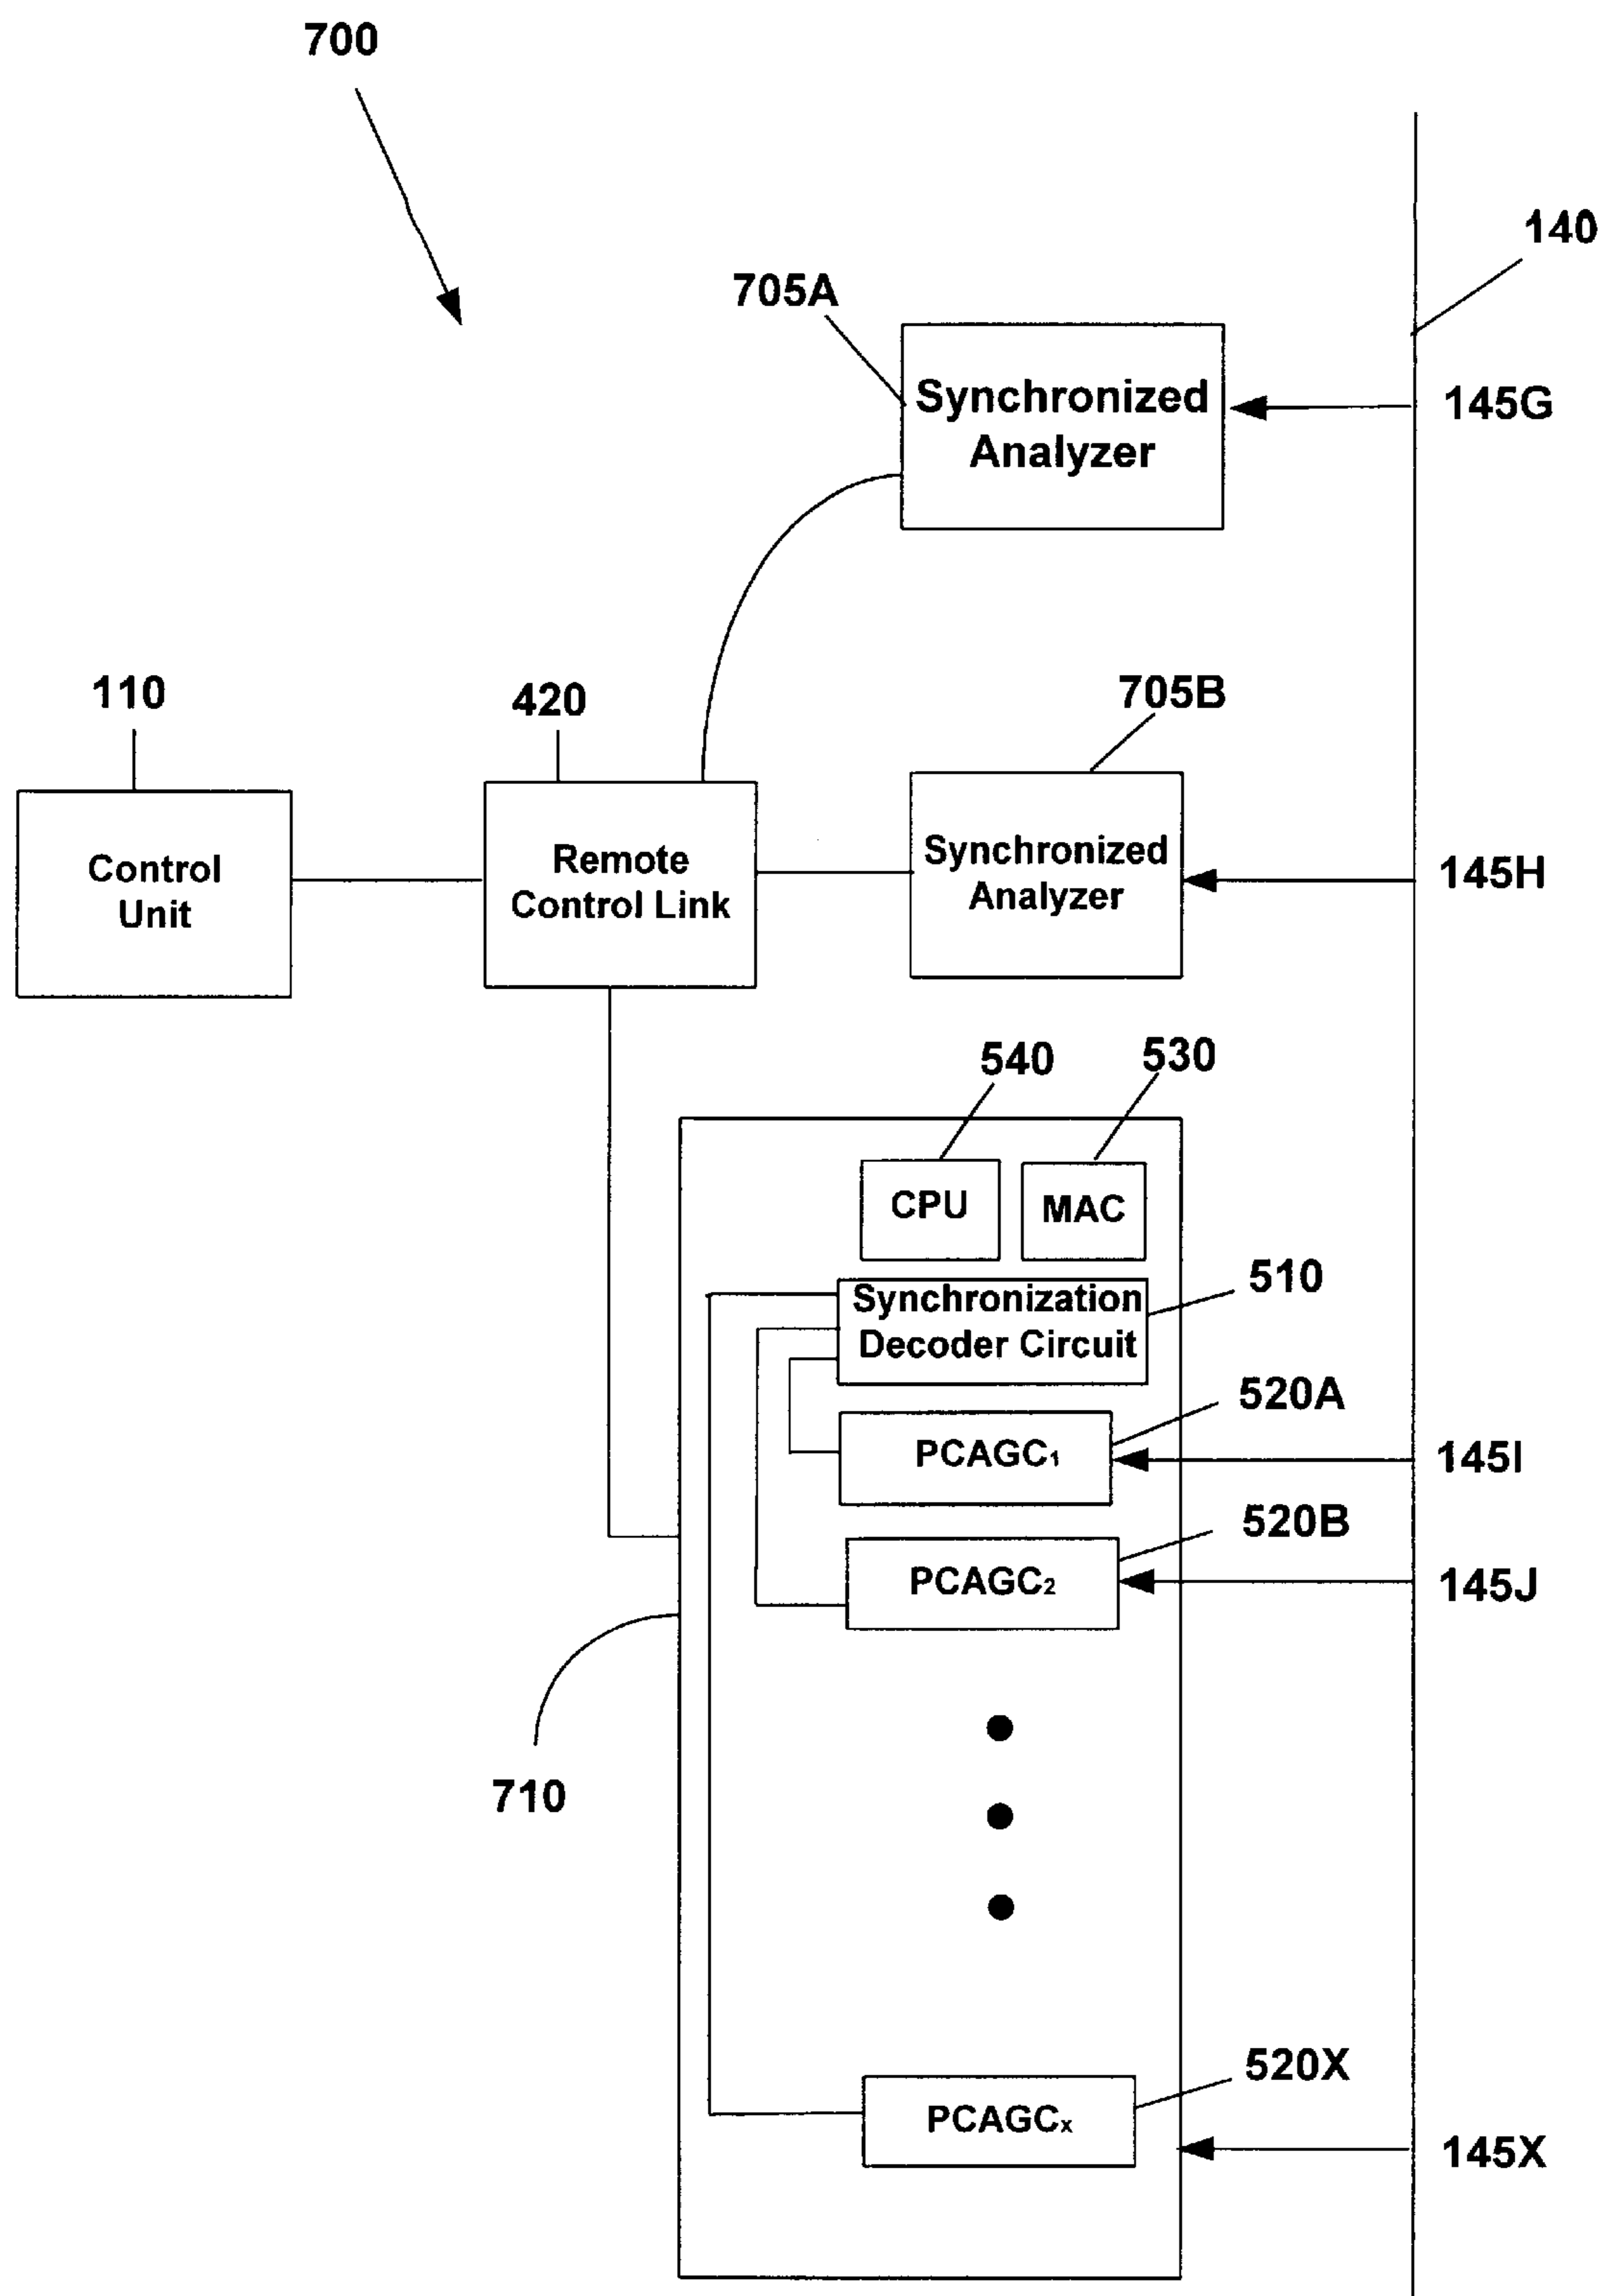 700
140
705A
Synchronized
Analyzer
145G
110
420
705B
Control
Unit
Remote
Control Link
Synchronized
Analyzer
145H
540
530
CPU
MAC
510
Synchronization
Decoder Circuit
520A
PCAGC₁
145I
520B
PCAGC₂
145J
710
520X
PCAGCₓ
145X